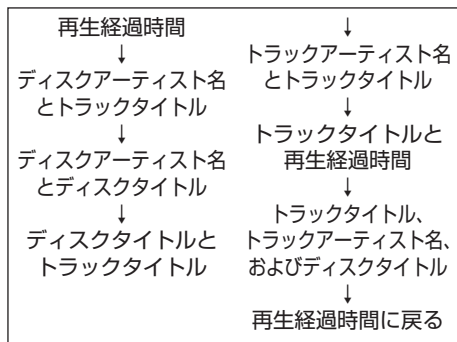 再生経過時間
↓
ディスクアーティスト名
とトラックタイトル
↓
ディスクアーティスト名
とディスクタイトル
↓
ディスクタイトルと
トラックタイトル
↓
トラックアーティスト名
とトラックタイトル
↓
トラックタイトルと
再生経過時間
↓
トラックタイトル、
トラックアーティスト名、
およびディスクタイトル
↓
再生経過時間に戻る